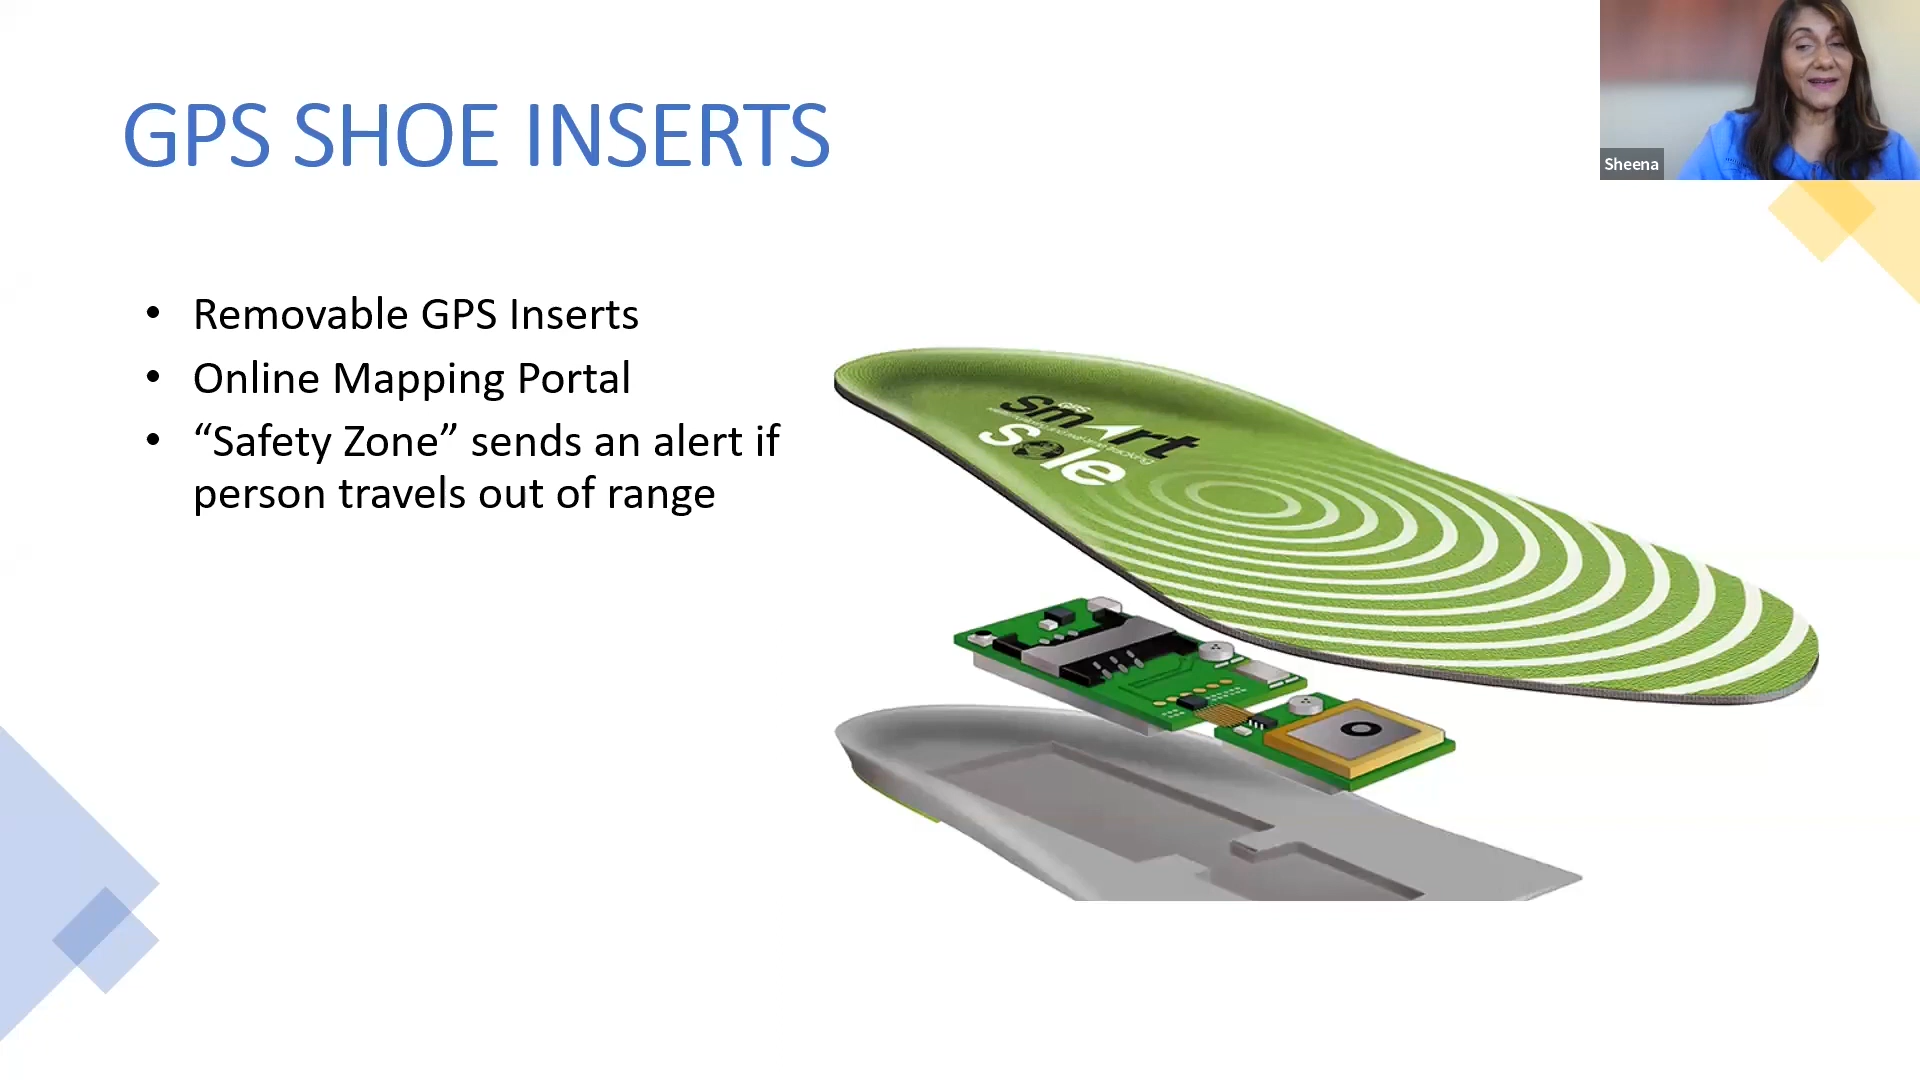 GPS SHOE INSERTS
Sheena
• Removable GPS Inserts
• Online Mapping Portal
• “Safety Zone” sends an alert if
person travels out of range
GPS
smArt
sole